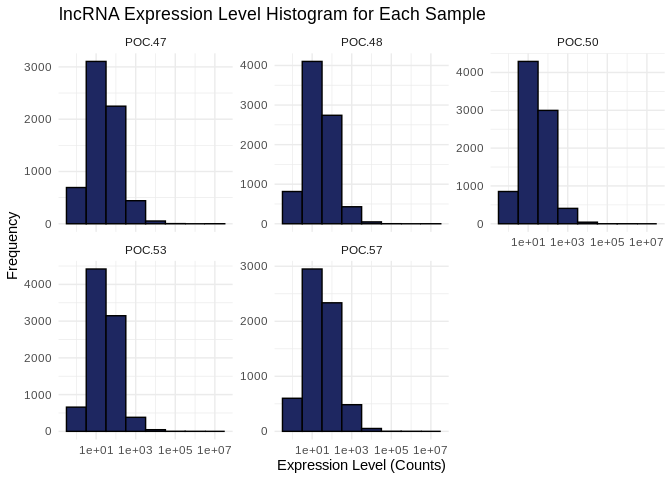 lncRNA Expression Level Histogram for Each Sample
POC.47
POC.48
POC.50
3000
2000
1000
0
4000
3000
2000
1000
0
4000
3000
2000
1000
0
1e+01 1e+03 1e+05 1e+07
Frequency
POC.53
POC.57
4000
3000
2000
1000
0
3000
2000
1000
0
1e+01 1e+03 1e+05 1e+07
1e+01 1e+03 1e+05 1e+07
Expression Level (Counts)